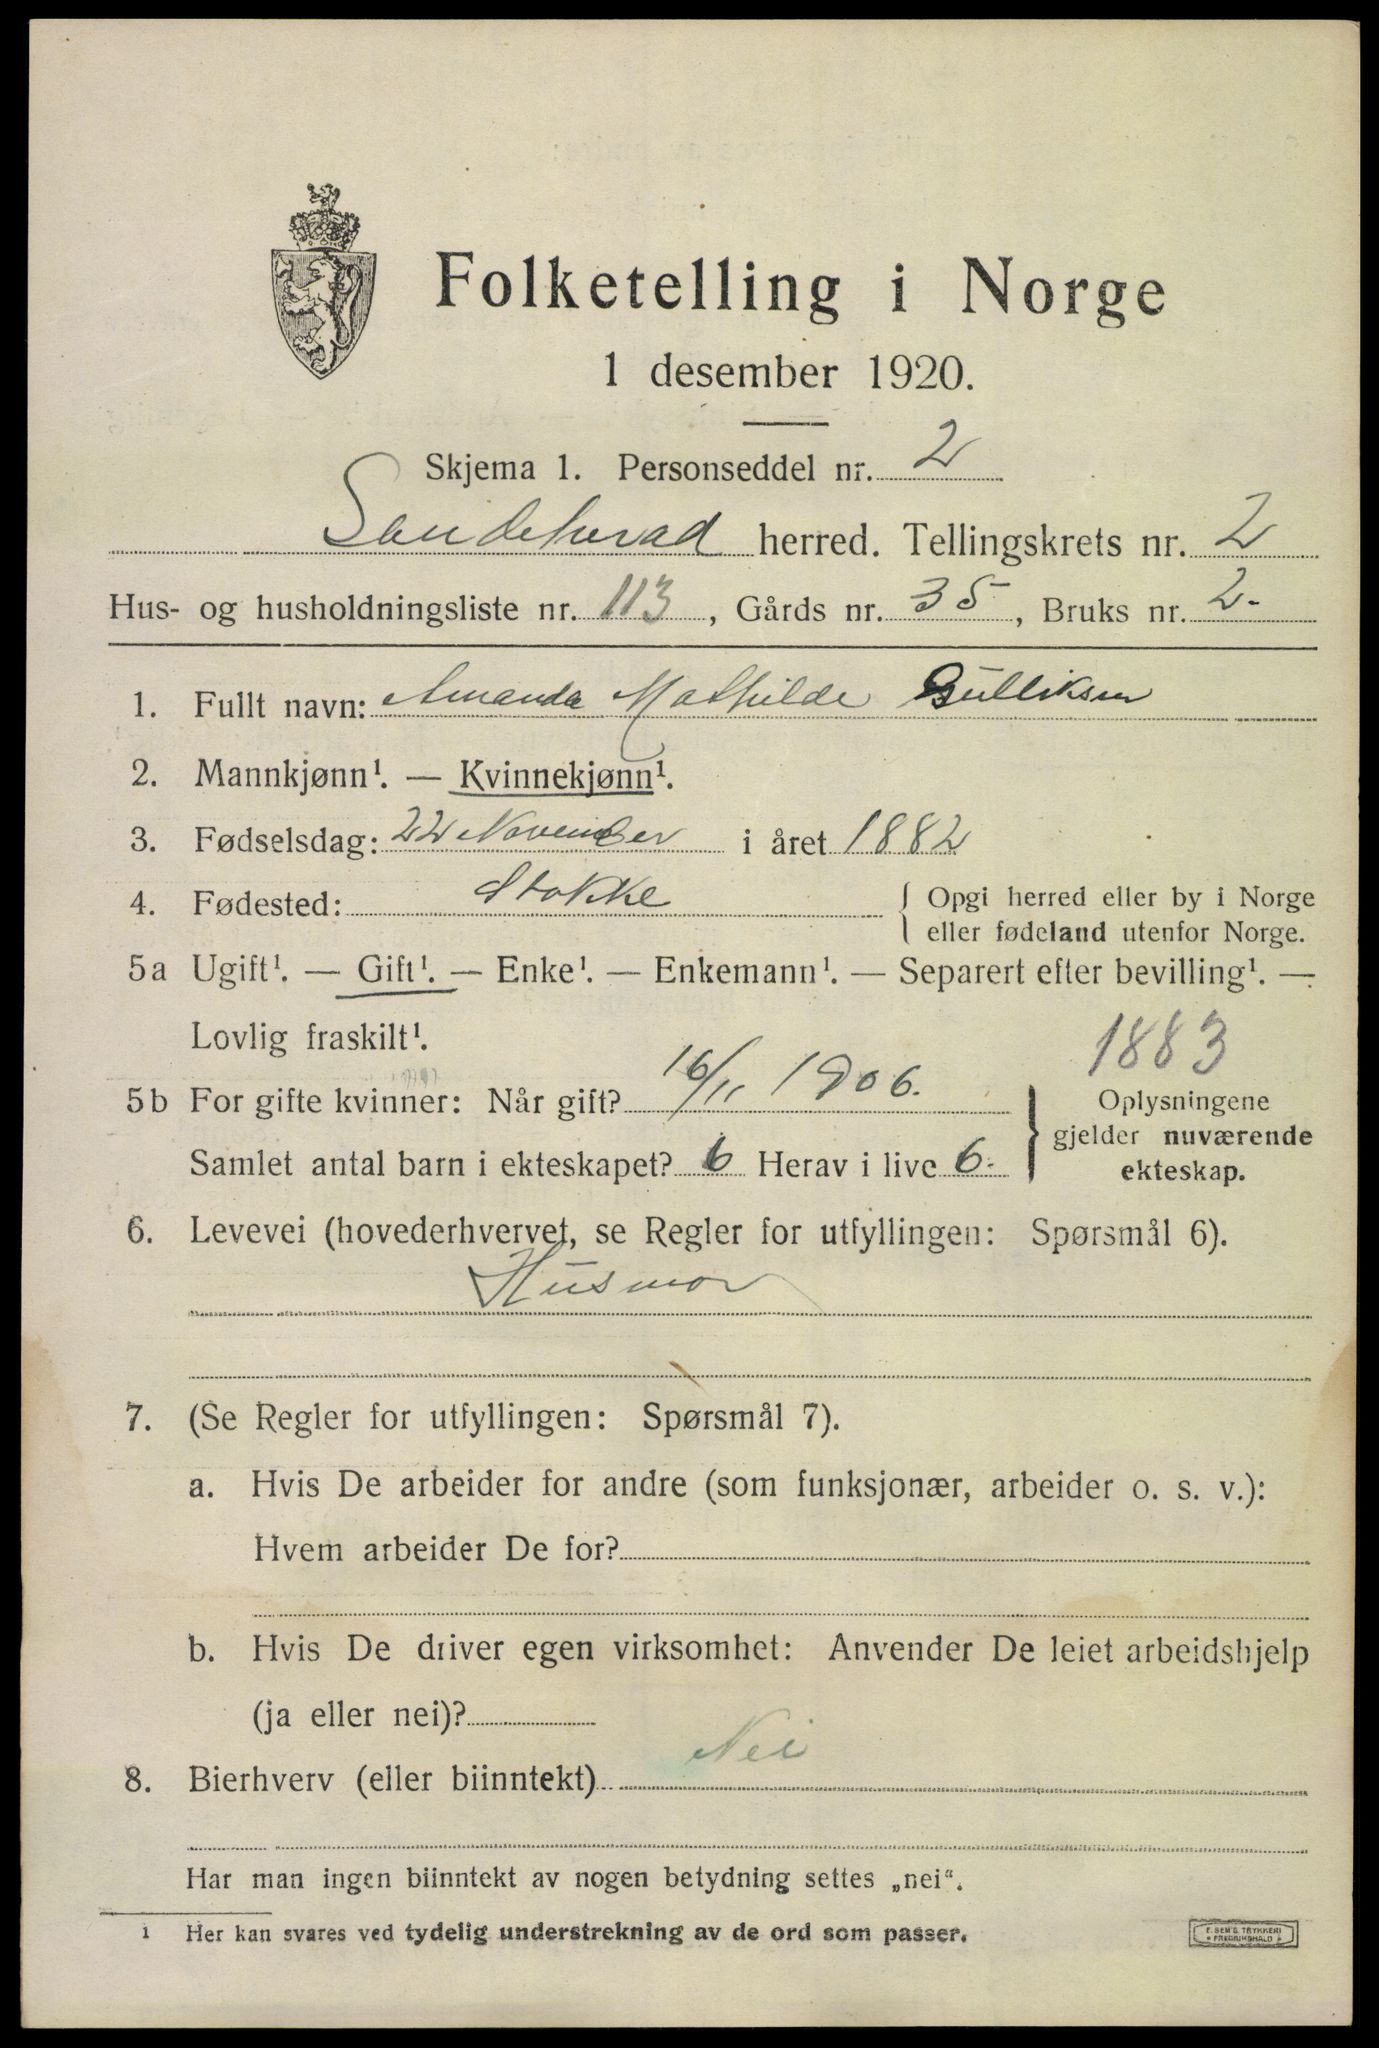 Folketelling i Norge
1 desember 1920.
Skjema 1. Personseddel nr. 2
Sandeherad herred. Tellingskrets nr. 2
Hus- og husholdningsliste nr. 113, Gårds nr. 35, Bruks nr. 2.
1. Fullt navn: Amanda Mathilde Gulliksen
2. Mannkjønn¹. — Kvinnekjønn¹.
3. Fødselsdag: 22 November i året 1882
4. Fødested: Stokke { Opgi herred eller by i Norge
eller fødeland utenfor Norge.
5a Ugift¹. — Gift¹. — Enke¹. — Enkemann¹. — Separert efter bevilling¹. —
Lovlig fraskilt¹.
1883
5b For gifte kvinner: Når gift? 16/11 1906.
Samlet antal barn i ekteskapet? 6 Herav i live 6.
} Oplysningene
gjelder nuværende
ekteskap.
6. Levevei (hovederhvervet, se Regler for utfyllingen: Spørsmål 6).
Husmor
7. (Se Regler for utfyllingen: Spørsmål 7).
a. Hvis De arbeider for andre (som funksjonær, arbeider o. s. v.):
Hvem arbeider De for?
b. Hvis De driver egen virksomhet: Anvender De leiet arbeidshjelp
(ja eller nei)?
8. Bierhverv (eller biinntekt) Nei
Har man ingen biinntekt av nogen betydning settes „nei“.
1 Her kan svares ved tydelig understrekning av de ord som passer.
E. SEM'S TRYKKERI
* FREDRIKSHALD *